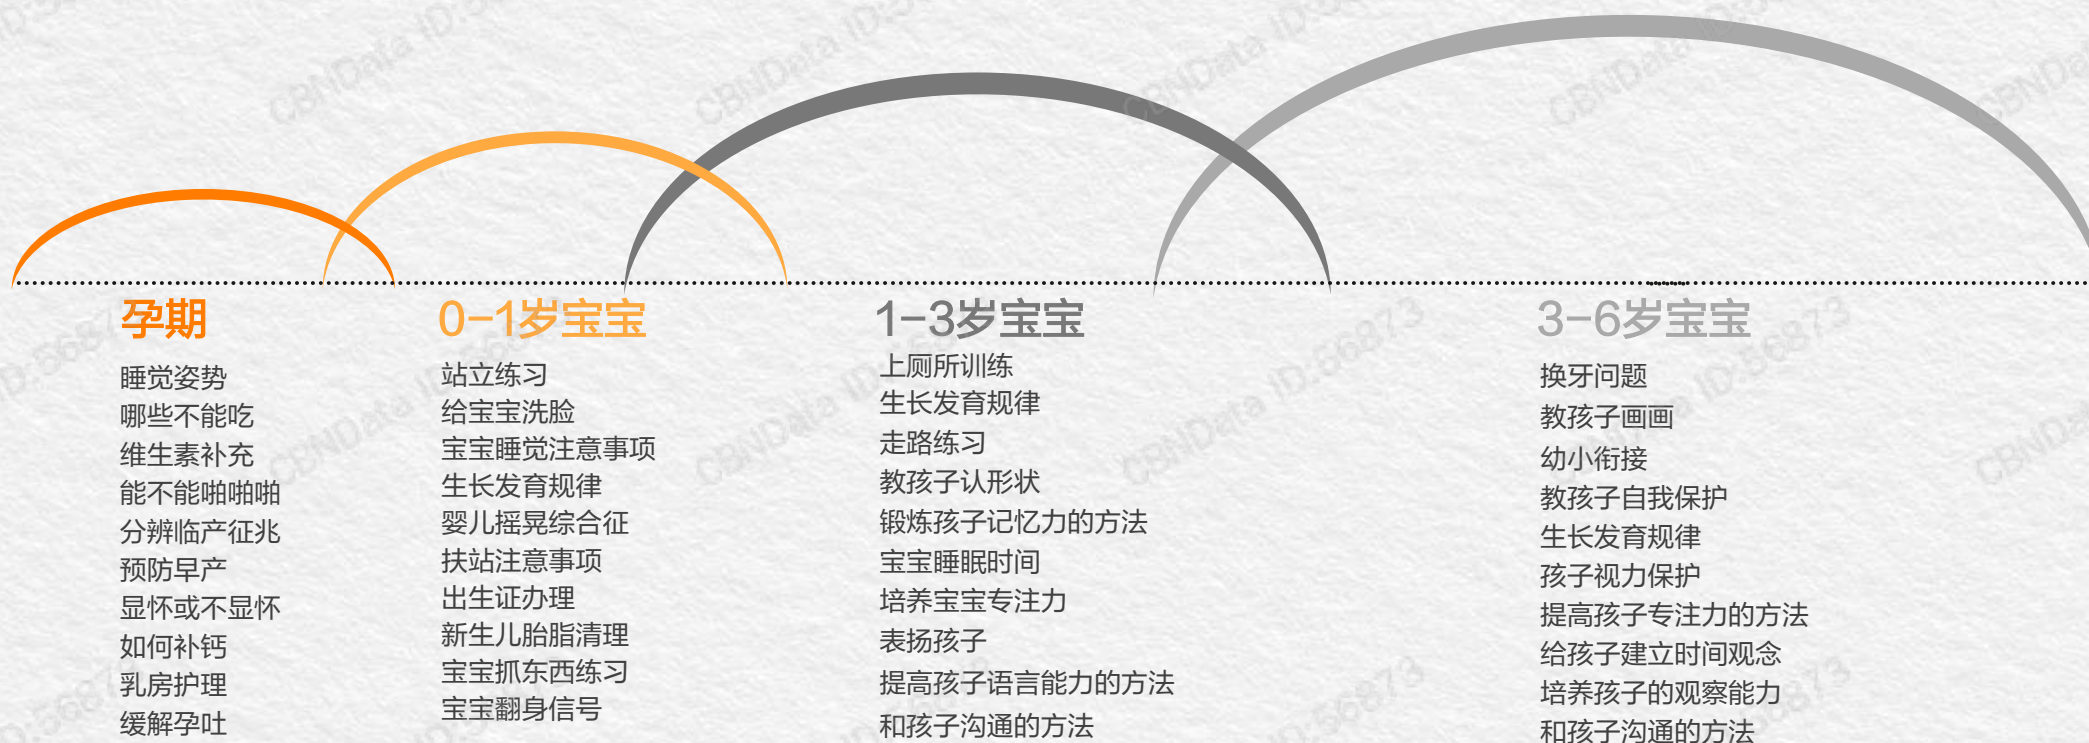 孕期
睡觉姿势
哪些不能吃
维生素补充
能不能啪啪啪
分辨临产征兆
预防早产
显怀或不显怀
如何补钙
乳房护理
缓解孕吐
0-1岁宝宝
站立练习
给宝宝洗脸
宝宝睡觉注意事项
生长发育规律
婴儿摇晃综合征
扶站注意事项
出生证办理
新生儿胎脂清理
宝宝抓东西练习
宝宝翻身信号
1-3岁宝宝
上厕所训练
生长发育规律
走路练习
教孩子认形状
锻炼孩子记忆力的方法
宝宝睡眠时间
培养宝宝专注力
表扬孩子
提高孩子语言能力的方法
和孩子沟通的方法
3-6岁宝宝
换牙问题
教孩子画画
幼小衔接
教孩子自我保护
生长发育规律
孩子视力保护
提高孩子专注力的方法
给孩子建立时间观念
培养孩子的观察能力
和孩子沟通的方法
CBNData ID:56873